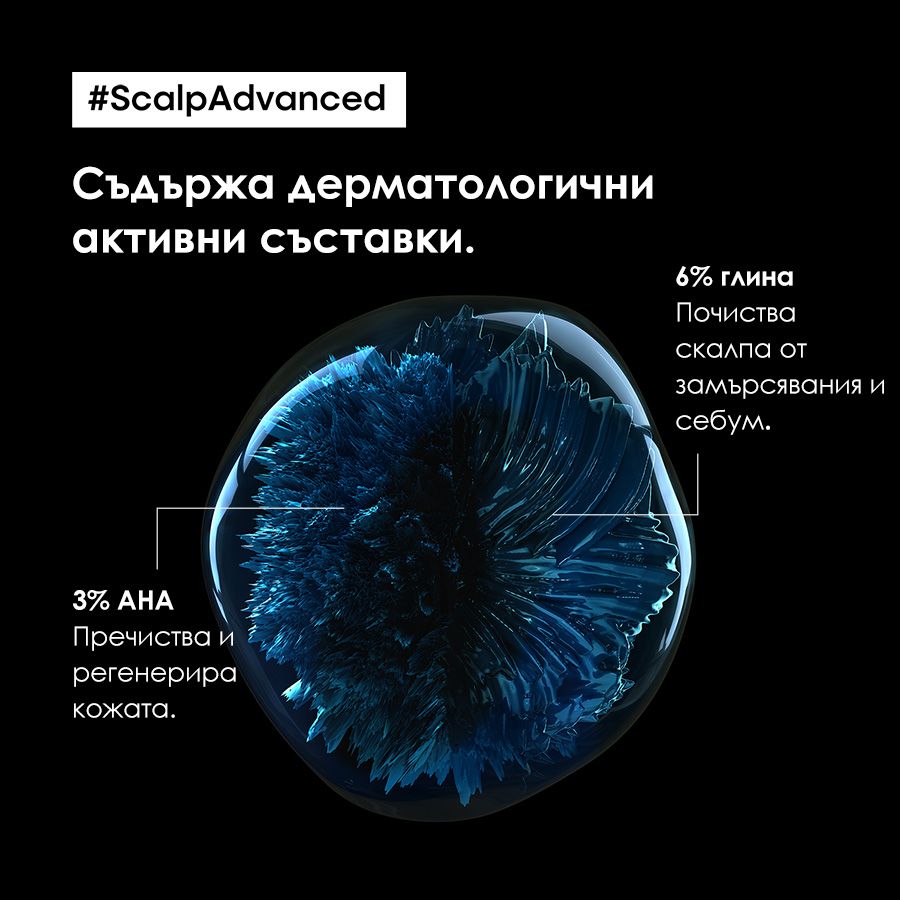 #ScalpAdvanced
Съдържа дерматологични
активни съставки.
6% глина
Почиства
скалпа от
замърсявания и
себум.
3% AHA
Пречиства и
регенерира
кожата.